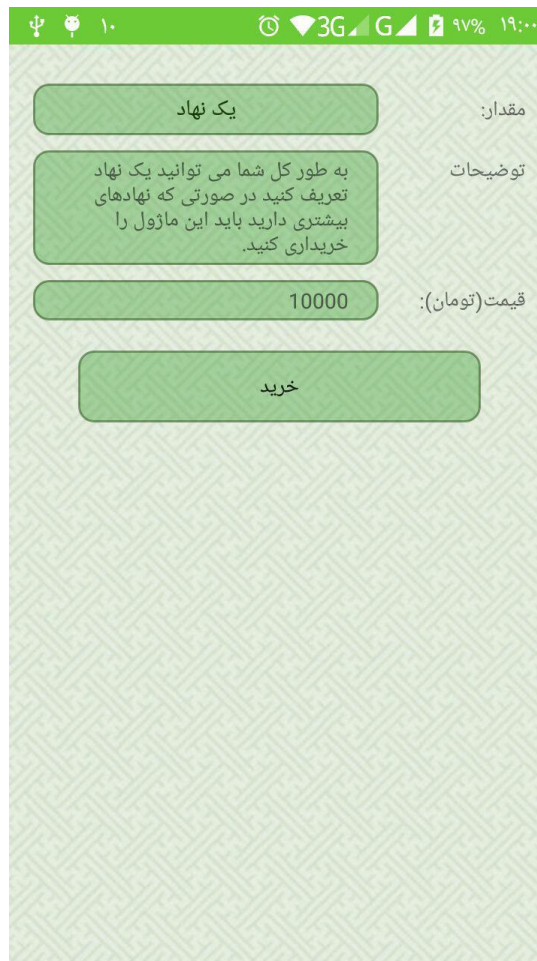 ۱۰ 3G G ۹۷% ۱۹:۰۰
مقدار:
یک نهاد
توضیحات
به طور کل شما می توانید یک نهاد
تعریف کنید در صورتی که نهادهای
بیشتری دارید باید این ماژول را
خریداری کنید.
قیمت(تومان):
10000
خرید